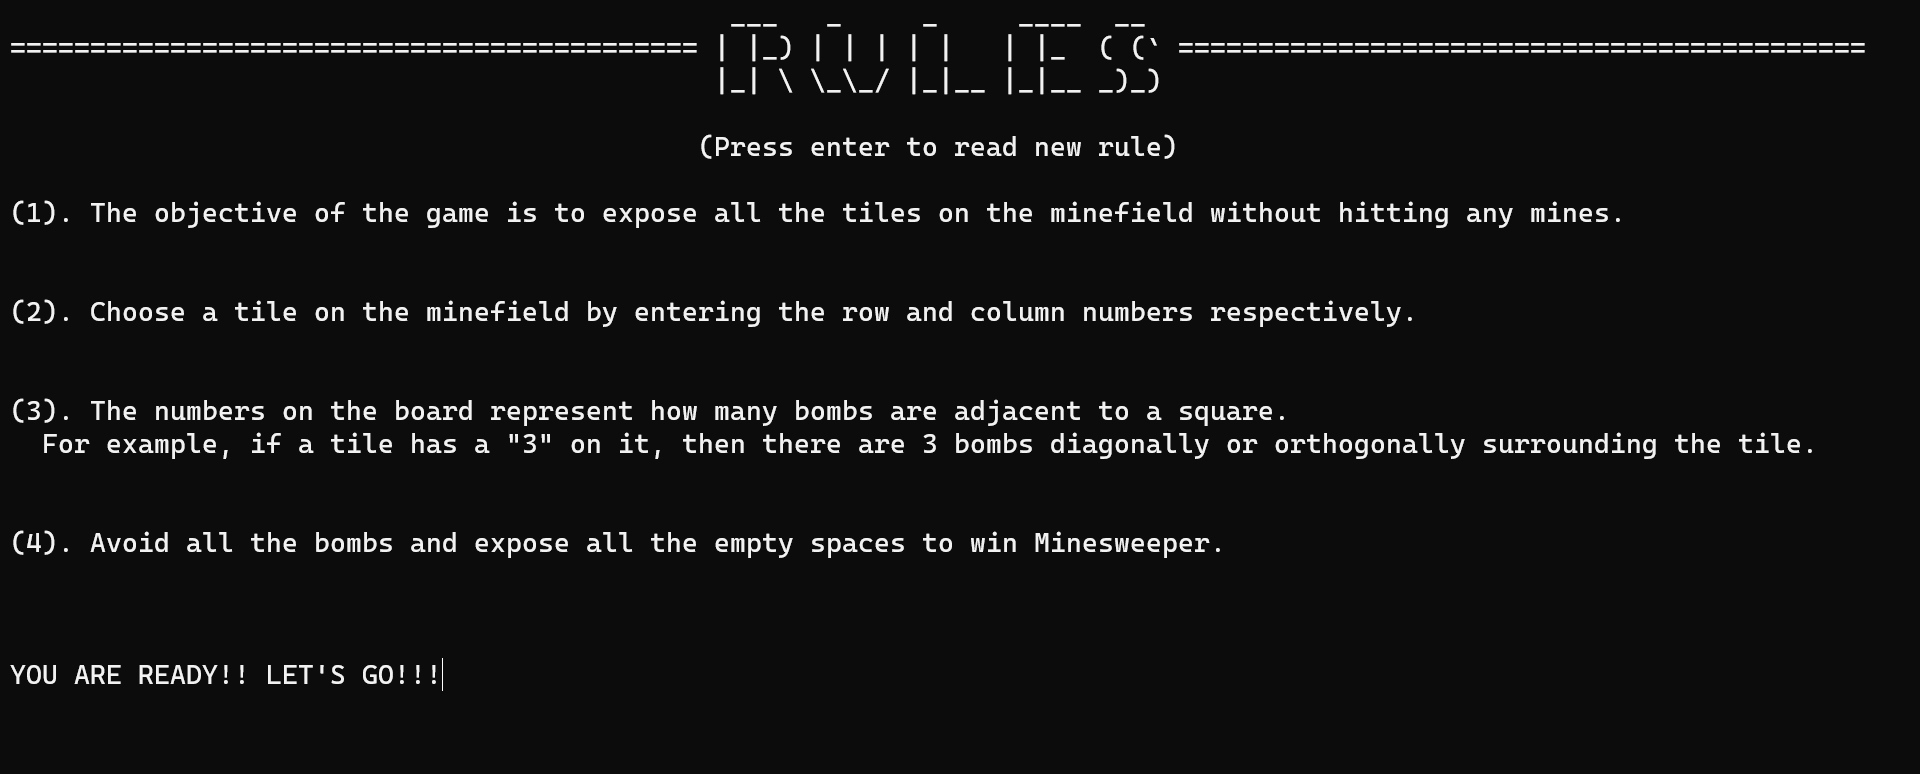 ========================================== RULES ==========================================
(Press enter to read new rule)
(1). The objective of the game is to expose all the tiles on the minefield without hitting any mines.
(2). Choose a tile on the minefield by entering the row and column numbers respectively.
(3). The numbers on the board represent how many bombs are adjacent to a square.
For example, if a tile has a "3" on it, then there are 3 bombs diagonally or orthogonally surrounding the tile.
(4). Avoid all the bombs and expose all the empty spaces to win Minesweeper.
YOU ARE READY!! LET'S GO!!!